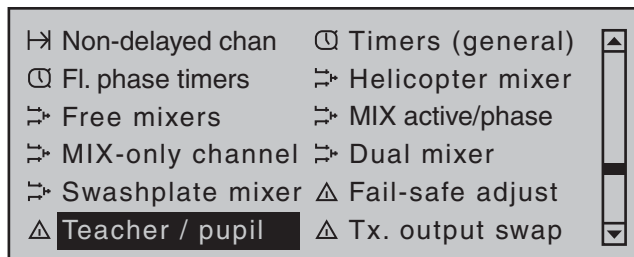 Non-delayed chan Timers (general)
Fl. phase timers Helicopter mixer
Free mixers MIX active/phase
MIX-only channel Dual mixer
Swashplate mixer Fail-safe adjust
Teacher / pupil Tx. output swap